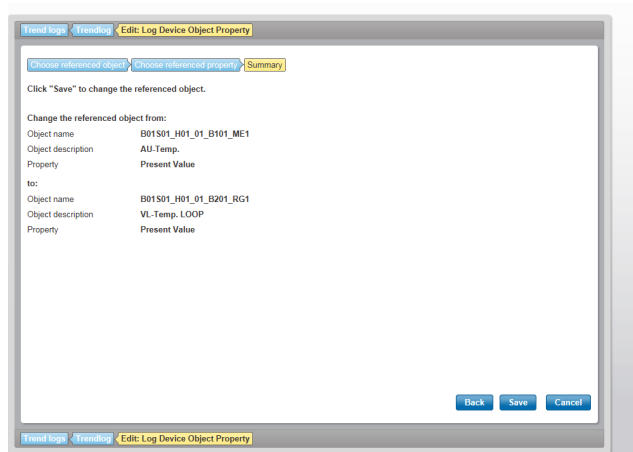 Trend logs Trendlog Edit: Log Device Object Property
Choose referenced object Choose referenced property Summary
Click "Save" to change the referenced object.
Change the referenced object from:
Object name B01S01_H01_01_B101_ME1
Object description AU-Temp.
Property Present Value
to:
Object name B01S01_H01_01_B201_RG1
Object description VL-Temp. LOOP
Property Present Value
Back Save Cancel
Trend logs Trendlog Edit: Log Device Object Property